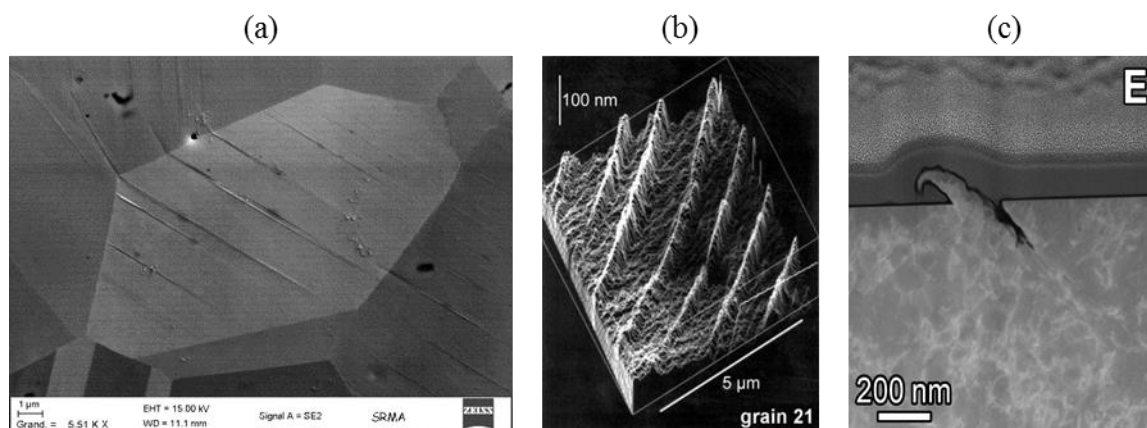 (a) (b) (c)
100 nm
5 µm
grain 21
E
200 nm
1 µm
EHT = 15.00 kV
Signal A = SE2
SRMA
ZEISS
Grand. = 5.51 K X
WD = 11.1 mm